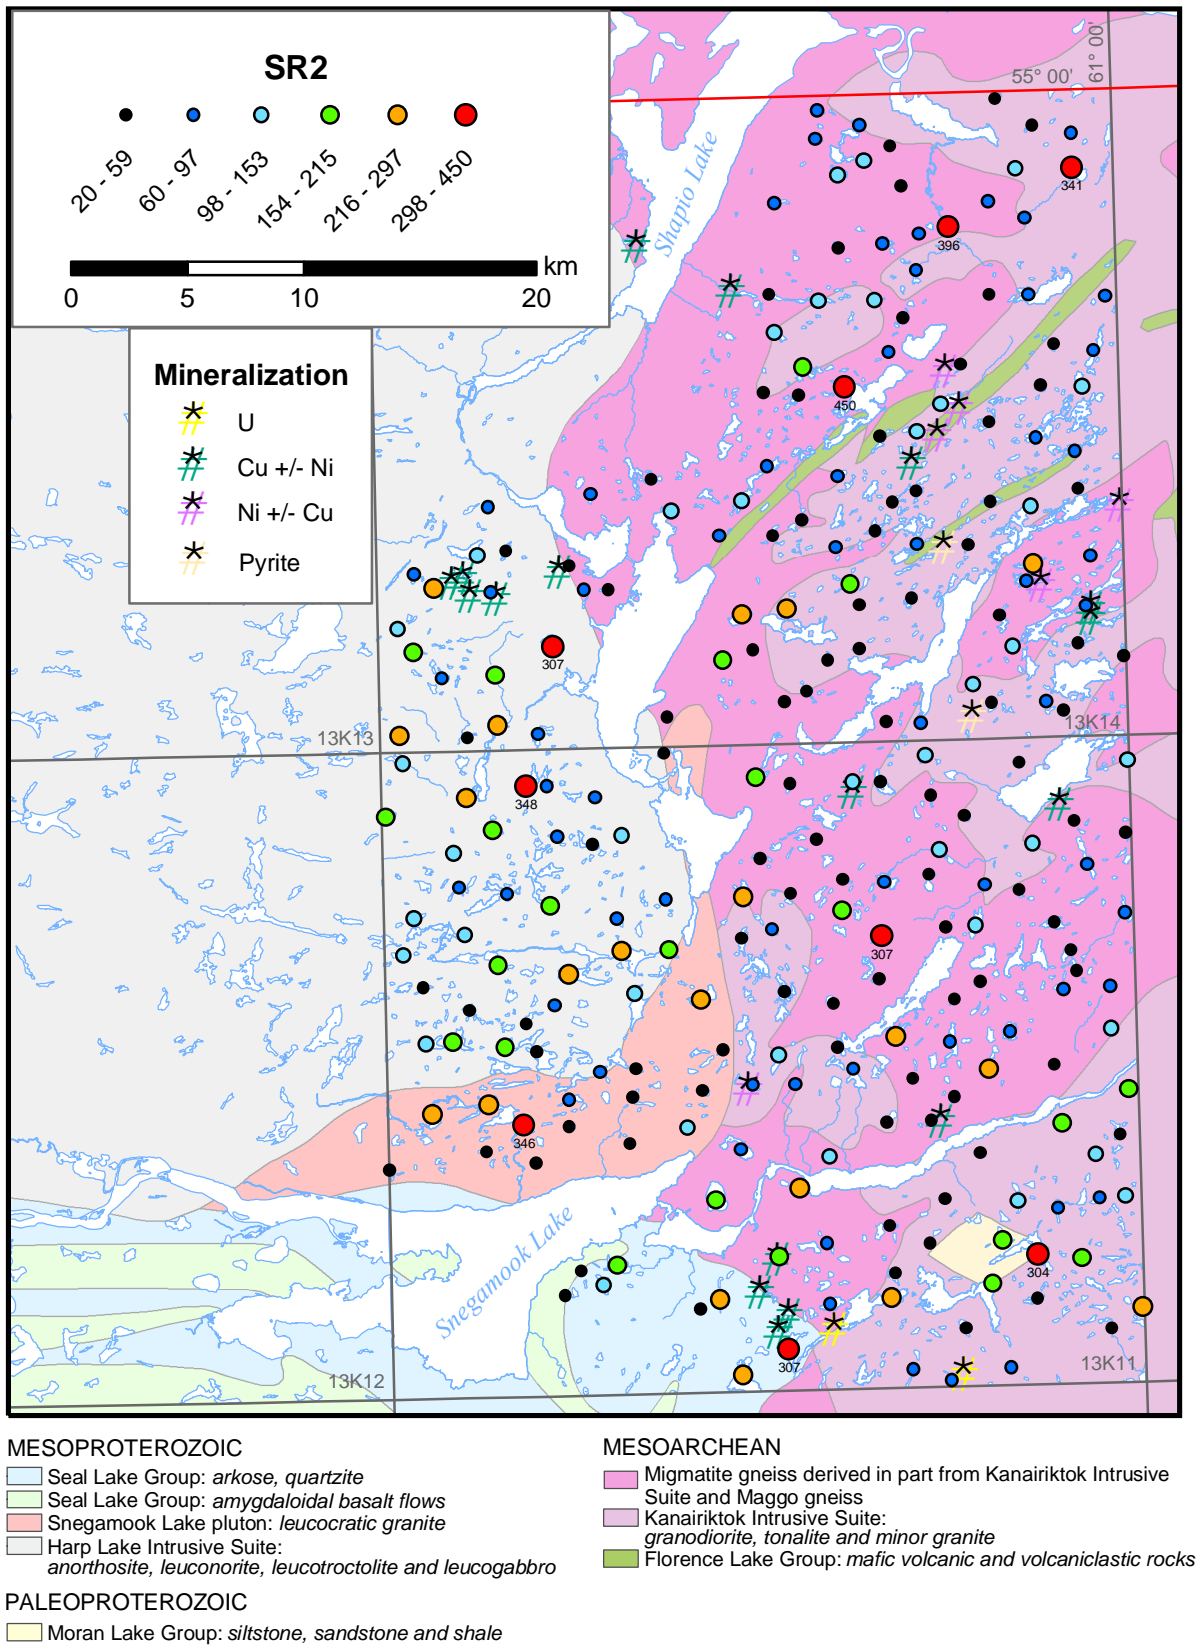 SR2
20 - 59
60 - 97
98 - 153
154 - 215
216 - 297
298 - 450
km
0 5 10 20
Mineralization
U
Cu +/- Ni
Ni +/- Cu
Pyrite
55° 00'
61° 00'
Shapio Lake
341
396
450
307
13K13
13K14
348
307
346
Snegamook Lake
304
307
13K12
13K11
MESOPROTEROZOIC
Seal Lake Group: arkose, quartzite
Seal Lake Group: amygdaloidal basalt flows
Snegamook Lake pluton: leucocratic granite
Harp Lake Intrusive Suite:
anorthosite, leuconorite, leucotroctolite and leucogabbro
PALEOPROTEROZOIC
Moran Lake Group: siltstone, sandstone and shale
MESOARCHEAN
Migmatite gneiss derived in part from Kanairiktok Intrusive
Suite and Maggo gneiss
Kanairiktok Intrusive Suite:
granodiorite, tonalite and minor granite
Florence Lake Group: mafic volcanic and volcaniclastic rocks